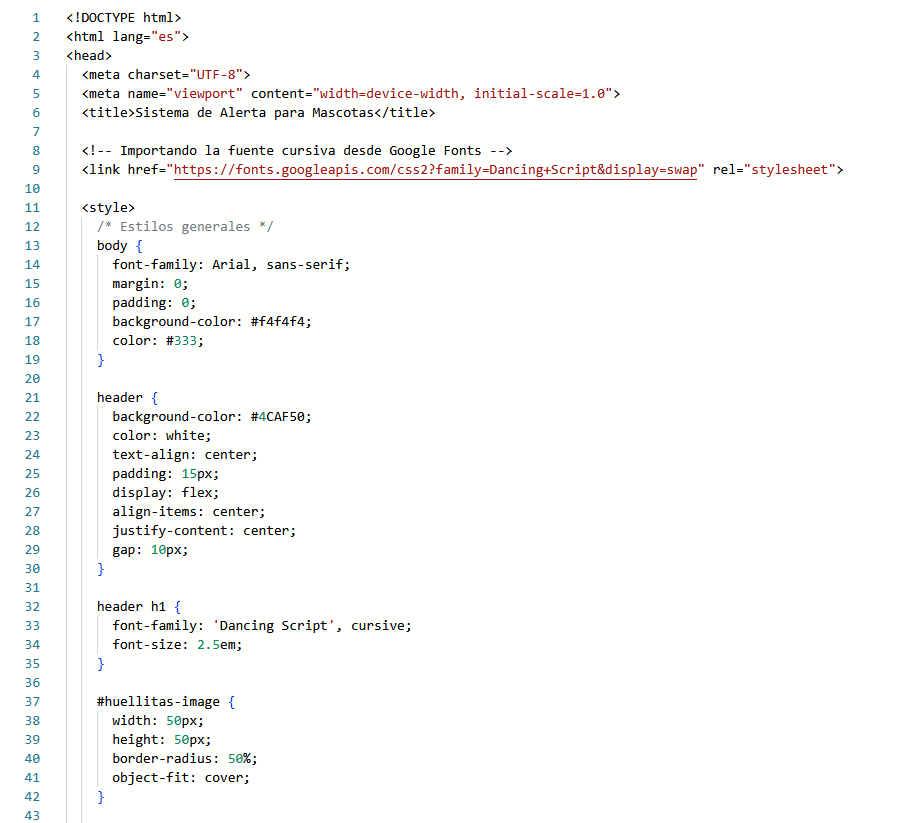 1 <!DOCTYPE html>
2 <html lang="es">
3 <head>
4   <meta charset="UTF-8">
5   <meta name="viewport" content="width=device-width, initial-scale=1.0">
6   <title>Sistema de Alerta para Mascotas</title>
7
8   <!-- Importando la fuente cursiva desde Google Fonts -->
9   <link href="https://fonts.googleapis.com/css2?family=Dancing+Script&display=swap" rel="stylesheet">
10
11   <style>
12     /* Estilos generales */
13     body {
14       font-family: Arial, sans-serif;
15       margin: 0;
16       padding: 0;
17       background-color: #f4f4f4;
18       color: #333;
19     }
20
21     header {
22       background-color: #4CAF50;
23       color: white;
24       text-align: center;
25       padding: 15px;
26       display: flex;
27       align-items: center;
28       justify-content: center;
29       gap: 10px;
30     }
31
32     header h1 {
33       font-family: 'Dancing Script', cursive;
34       font-size: 2.5em;
35     }
36
37     #huellitas-image {
38       width: 50px;
39       height: 50px;
40       border-radius: 50%;
41       object-fit: cover;
42     }
43